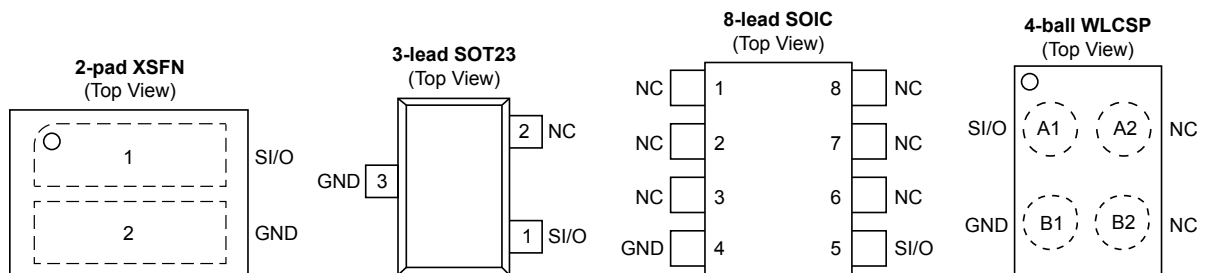 2-pad XSFN
(Top View)
1 SI/O
2 GND
3-lead SOT23
(Top View)
2 NC
GND 3
1 SI/O
8-lead SOIC
(Top View)
NC 1 8 NC
NC 2 7 NC
NC 3 6 NC
GND 4 5 SI/O
4-ball WLCSP
(Top View)
SI/O A1 A2 NC
GND B1 B2 NC